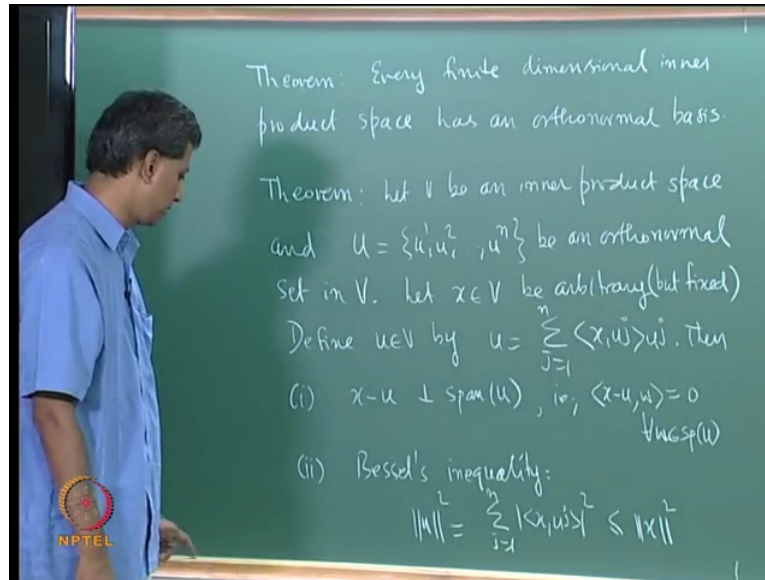 Theorem: Every finite dimensional inner
product space has an orthonormal basis.
Theorem: Let V be an inner product space
and U = {u¹, u², , uⁿ} be an orthonormal
set in V. Let x ∈ V be arbitrary (but fixed)
Define u ∈ V by u = ∑_{j=1}^{n} <x, uʲ> uʲ. Then
(i) x-u ⊥ span(U), ie; <x-u, w> = 0
∀ w ∈ sp(U)
(ii) Bessel's inequality:
||u||² = ∑_{j=1}^{n} |<x, uʲ>|² ≤ ||x||²
NPTEL